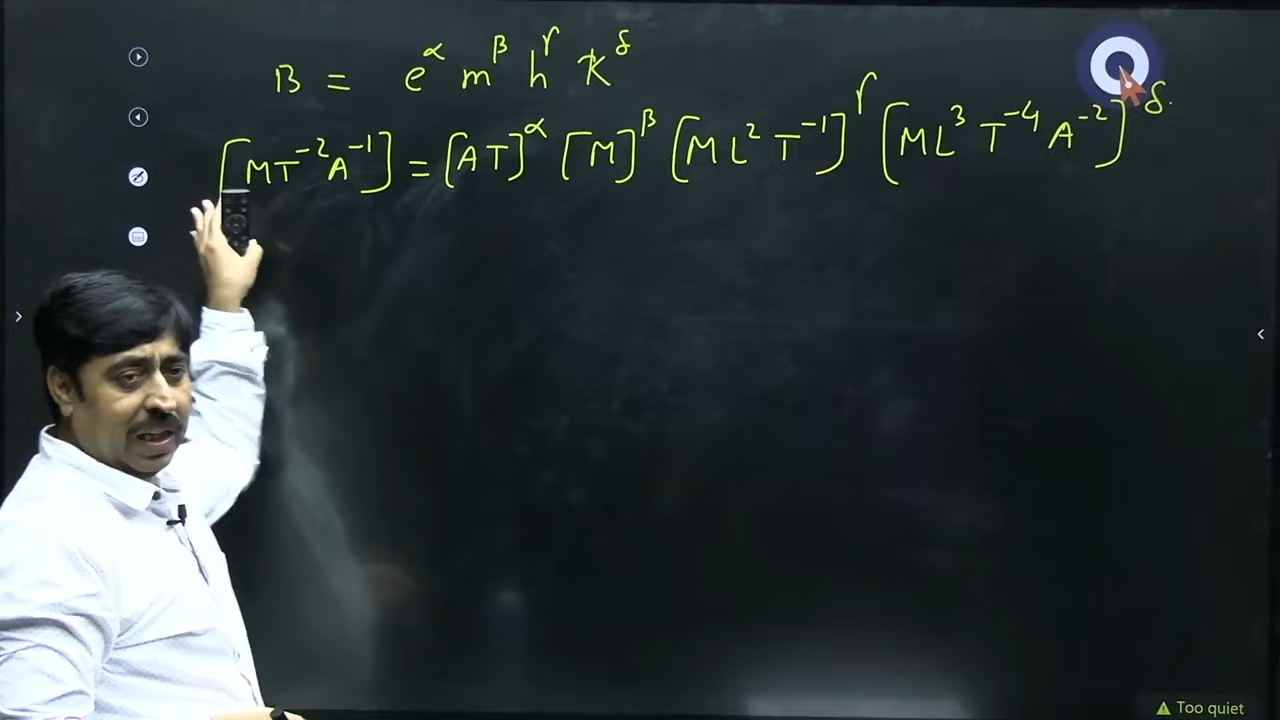 B = e^α m^β h^γ k^δ
[MT^-2 A^-1] = [AT]^α [M]^β [ML^2 T^-1]^γ [ML^3 T^-4 A^-2]^δ.
Too quiet